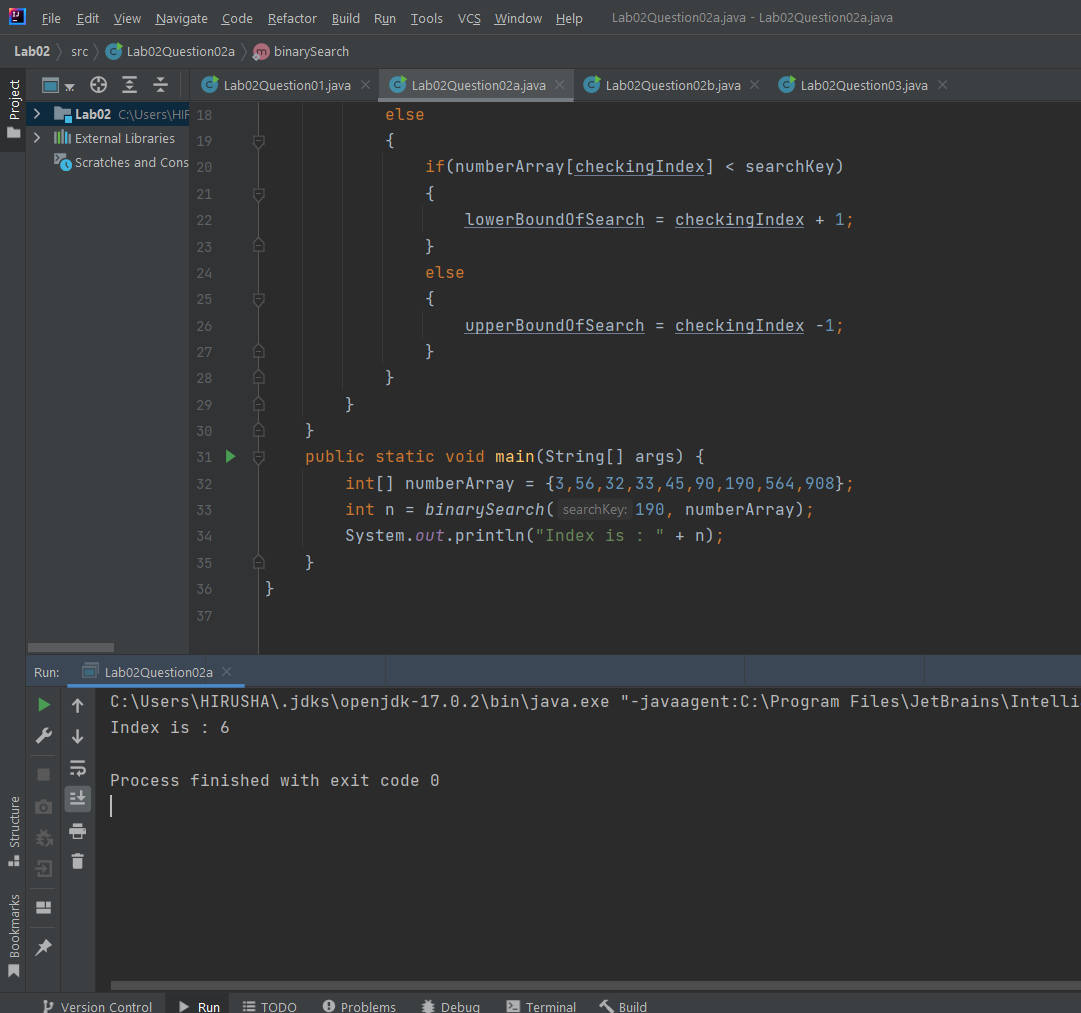 File Edit View Navigate Code Refactor Build Run Tools VCS Window Help Lab02Question02a.java - Lab02Question02a.java
Lab02 src Lab02Question02a binarySearch
Project
Lab02Question01.java Lab02Question02a.java Lab02Question02b.java Lab02Question03.java
Lab02 C:\Users\HIR
External Libraries
Scratches and Cons
18 else
19 {
20 if(numberArray[checkingIndex] < searchKey)
21 {
22 lowerBoundOfSearch = checkingIndex + 1;
23 }
24 else
25 {
26 upperBoundOfSearch = checkingIndex -1;
27 }
28 }
29 }
30 }
31 public static void main(String[] args) {
32 int[] numberArray = {3,56,32,33,45,90,190,564,908};
33 int n = binarySearch( searchKey: 190, numberArray);
34 System.out.println("Index is : " + n);
35 }
36 }
37
Run: Lab02Question02a
C:\Users\HIRUSHA\.jdks\openjdk-17.0.2\bin\java.exe "-javaagent:C:\Program Files\JetBrains\Intelli
Index is : 6
Process finished with exit code 0
Structure
Bookmarks
Version Control Run TODO Problems Debug Terminal Build